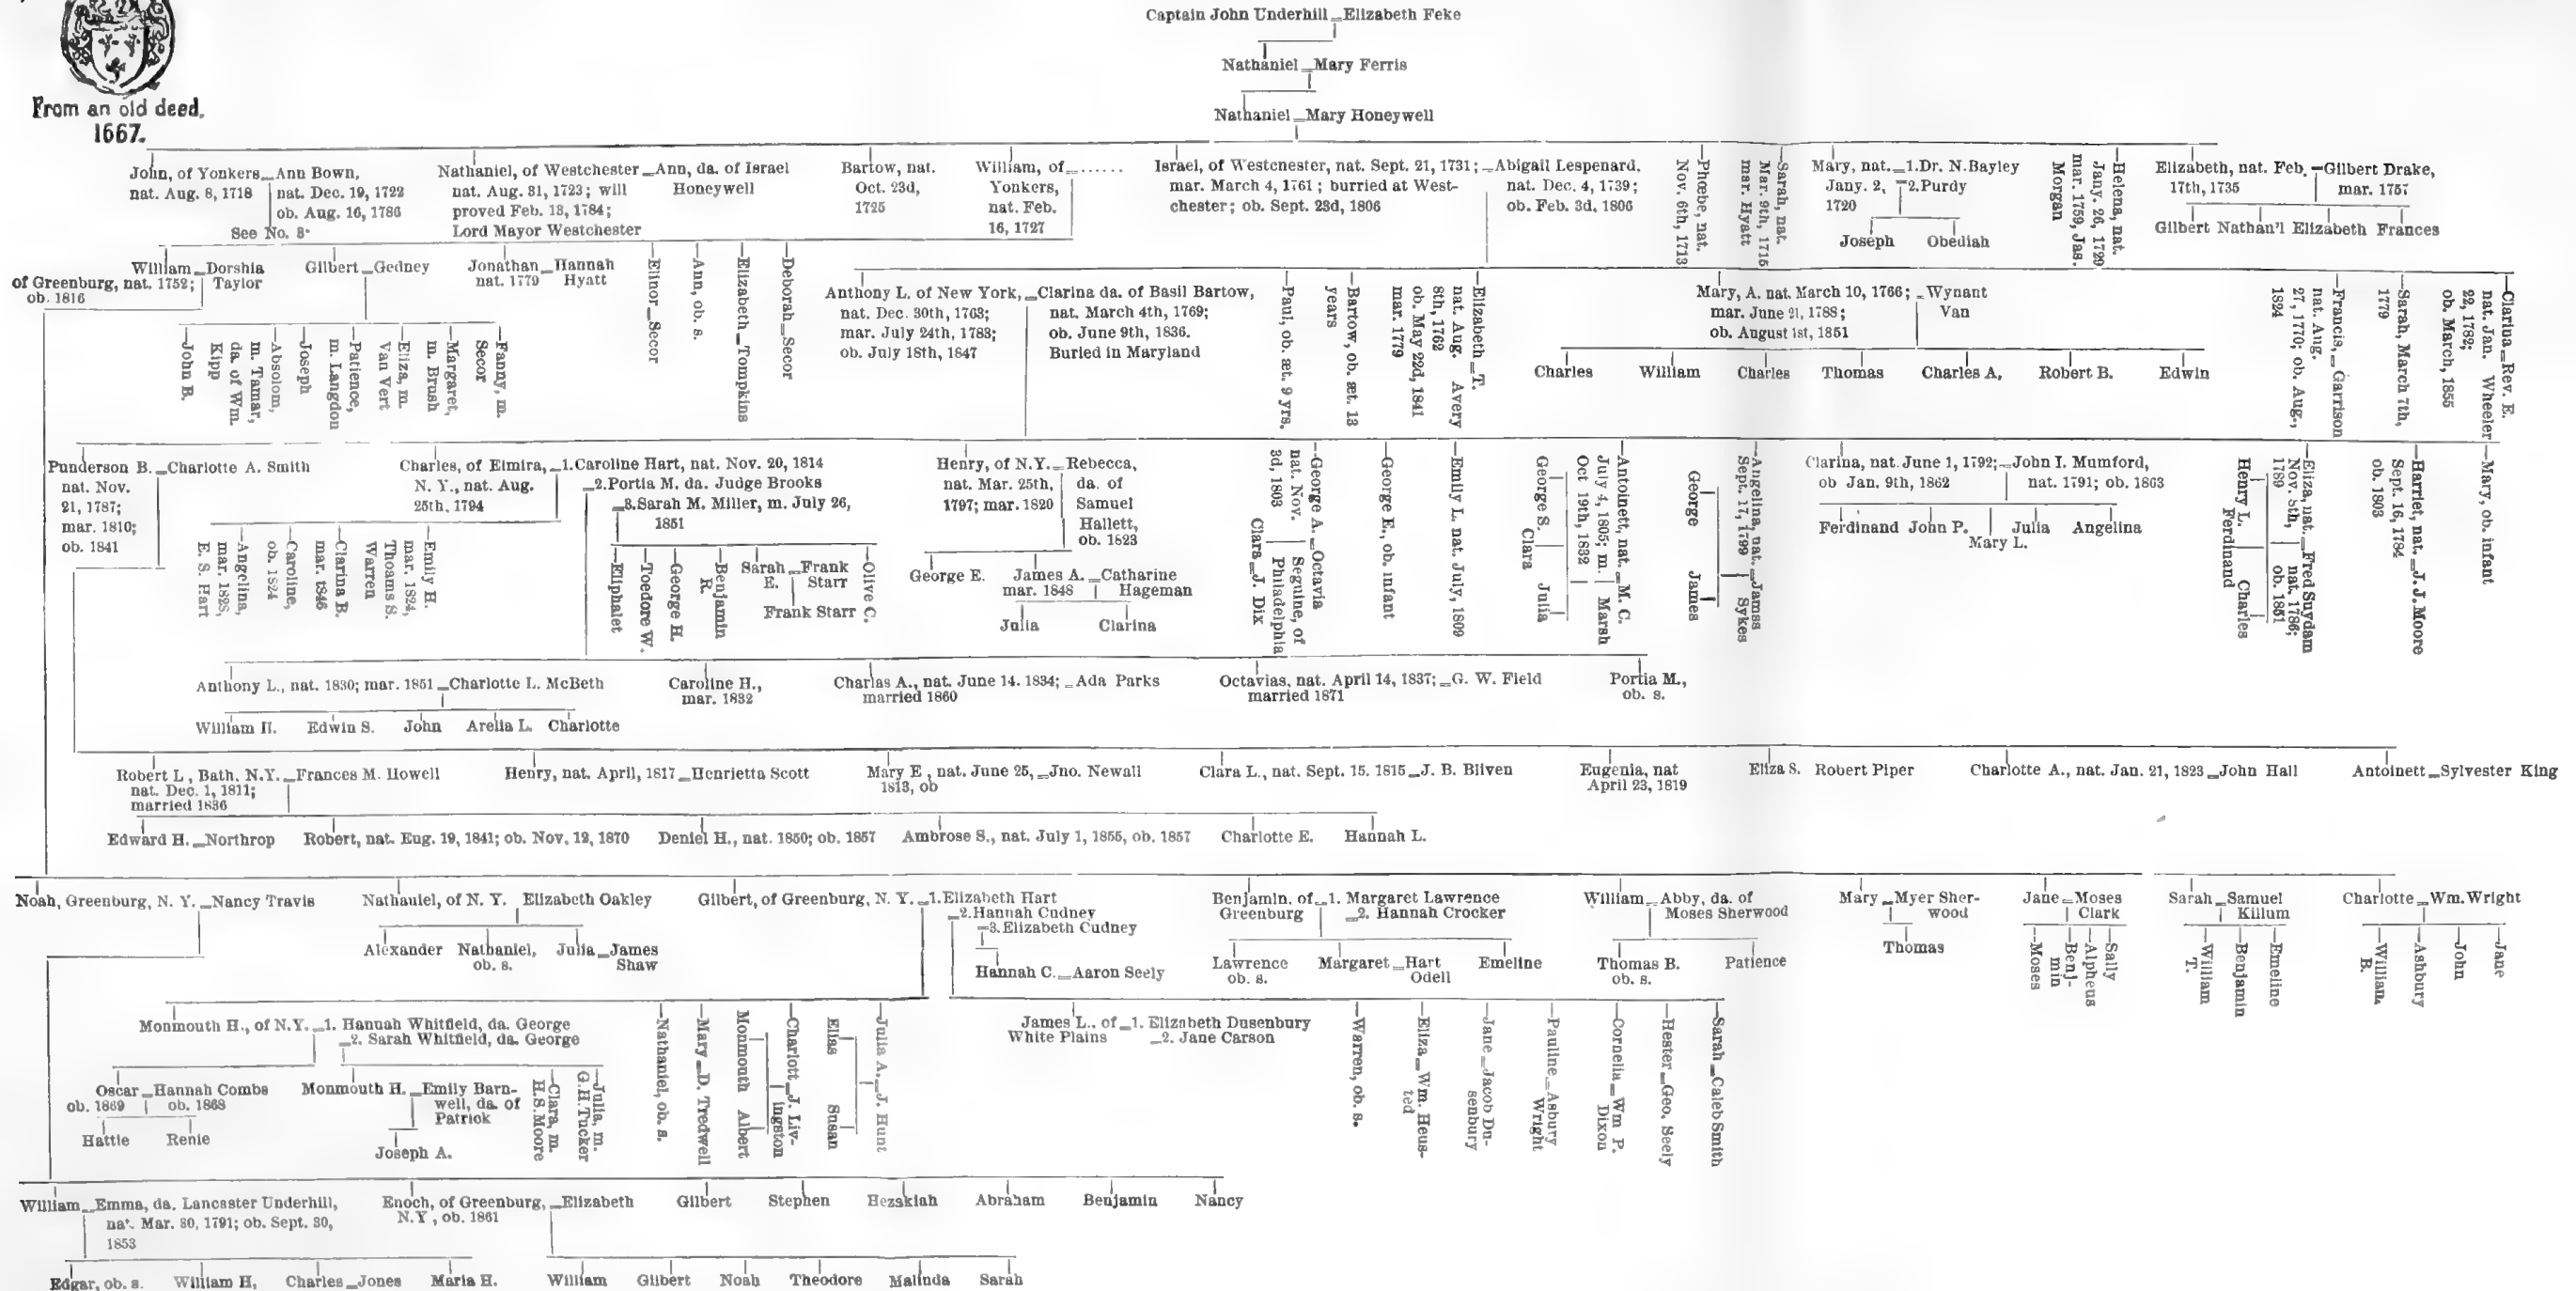 Captain John Underhill Elizabeth Feke
Nathaniel Mary Ferris
From an old deed.
1667.
Nathaniel Mary Honeywell
John, of Yonkers Ann Bown,
nat. Aug. 8, 1718 nat. Dec. 19, 1722
ob. Aug. 16, 1786
See No. 8
Nathaniel, of Westchester Ann, da. of Israel
nat. Aug. 31, 1723; will Honeywell
proved Feb. 13, 1784;
Lord Mayor Westchester
Bartow, nat.
Oct. 23d,
1725
William, of ......
Yonkers,
nat. Feb.
16, 1727
Israel, of Westchester, nat. Sept. 21, 1731; Abigail Lespenard,
mar. March 4, 1761; burried at West- nat. Dec. 4, 1739;
chester; ob. Sept. 23d, 1806 ob. Feb. 3d, 1806
Phœbe, nat.
Nov. 6th, 1713
Sarah, nat.
Mar. 9th, 1715
mar. Hyatt
Mary, nat. 1.Dr. N.Bayley
Jany. 2, 2.Purdy
1720
Joseph Obediah
Helena, nat.
Jany. 26, 1729
mar. 1759, Jas.
Morgan
Elizabeth, nat. Feb. Gilbert Drake,
17th, 1735 mar. 1757
Gilbert Nathan'l Elizabeth Frances
William Dorshia
of Greenburg, nat. 1752; Taylor
ob. 1816
Gilbert Gedney
Jonathan Hannah
nat. 1779 Hyatt
Elinor Secor
Ann, ob. s.
Elizabeth Tompkins
Deborah Secor
John B.
Absolom,
m. Tamar,
da. of Wm.
Kipp
Joseph
Patience,
m. Langdon
Eliza, m.
Van Vert
Margaret,
m. Brush
Fanny, m.
Secor
Anthony L. of New York, Clarina da. of Basil Bartow,
nat. Dec. 30th, 1763; nat. March 4th, 1769;
mar. July 24th, 1783; ob. June 9th, 1836.
ob. July 18th, 1847 Buried in Maryland
Paul, ob. æt. 9 yrs.
Bartow, ob. æt. 13
years
Elizabeth T.
nat. Aug. Avery
8th, 1762
ob. May 22d, 1841
mar. 1779
Mary, A. nat. March 10, 1766; Wynant
mar. June 21, 1788; Van
ob. August 1st, 1851
Charles William Charles Thomas Charles A, Robert B. Edwin
Francis, Garrison
nat. Aug.
27, 1770; ob. Aug.,
1824
Sarah, March 7th,
1779
Clarius Rev. E.
nat. Jan. Wheeler
22, 1782;
ob. March, 1855
Punderson B. Charlotte A. Smith
nat. Nov.
21, 1787;
mar. 1810;
ob. 1841
Charles, of Elmira, 1.Caroline Hart, nat. Nov. 20, 1814
N. Y., nat. Aug. 2.Portia M. da. Judge Brooks
25th, 1794 3.Sarah M. Miller, m. July 26,
1851
Angelina,
mar. 1828,
E. S. Hart
Caroline,
ob. 1824
Clarina B.
mar. 1846
Emily H.
mar. 1824,
Thoams S.
Warren
Eliphalet
Toedore W.
George H.
Benjamin
R.
Sarah Frank
E. Starr
Frank Starr
Olive C.
Henry, of N.Y. Rebecca,
nat. Mar. 25th, da. of
1797; mar. 1820 Samuel
Hallett,
ob. 1823
George E. James A. Catharine
mar. 1848 Hageman
Julia Clarina
George A. Octavia
nat. Nov. Seguine, of
3d, 1803 Philadelphia
Clara J. Dix
George E., ob. infant
Emily L. nat. July, 1809
Antoinett, nat. M. C.
July 4, 1805; m. Marsh
Oct 19th, 1832
George S. Julia
Clara
Angelina, nat. James
Sept. 17, 1799 Sykes
George James
Clarina, nat. June 1, 1792; John I. Mumford,
ob Jan. 9th, 1862 nat. 1791; ob. 1863
Ferdinand John P. Julia Angelina
Mary L.
Eliza, nat. Fred Suydam
Nov. 5th, nat. 1786;
1789 ob. 1851
Henry L. Charles
Ferdinand
Harriet, nat. J. J. Moore
Sept. 16, 1784
ob. 1803
Mary, ob. infant
Anthony L., nat. 1830; mar. 1851 Charlotte L. McBeth
William H. Edwin S. John Arelia L. Charlotte
Caroline H.,
mar. 1832
Charlas A., nat. June 14. 1834; Ada Parks
married 1860
Octavias, nat. April 14, 1837; G. W. Field
married 1871
Portia M.,
ob. s.
Robert L, Bath. N.Y. Frances M. Howell
nat. Dec. 1, 1811;
married 1836
Henry, nat. April, 1817 Henrietta Scott
Mary E, nat. June 25, Jno. Newall
1813, ob
Clara L., nat. Sept. 15. 1815 J. B. Bliven
Eugenia, nat
April 23, 1819
Eliza S. Robert Piper
Charlotte A., nat. Jan. 21, 1823 John Hall
Antoinett Sylvester King
Edward H. Northrop Robert, nat. Eug. 19, 1841; ob. Nov. 12, 1870 Deniel H., nat. 1850; ob. 1857 Ambrose S., nat. July 1, 1855, ob. 1857 Charlotte E. Hannah L.
Noah, Greenburg, N. Y. Nancy Travis
Nathaniel, of N. Y. Elizabeth Oakley
Alexander Nathaniel, Julia James
ob. s. Shaw
Gilbert, of Greenburg, N. Y. 1.Elizabeth Hart
2.Hannah Cudney
3.Elizabeth Cudney
Hannah C. Aaron Seely
Benjamin, of 1. Margaret Lawrence
Greenburg 2. Hannah Crocker
Lawrence Margaret Hart Emeline
ob. s. Odell
William Abby, da. of
Moses Sherwood
Thomas B. Patience
ob. s.
Mary Myer Sher-
wood
Thomas
Jane Moses
Clark
Moses
Benj-
min
Alpheus
Sally
Sarah Samuel
Killum
William
T.
Benjamin
Emeline
Charlotte Wm. Wright
Willian,
B.
Ashbury
John
Jane
Monmouth H., of N.Y. 1. Hannah Whitfield, da. George
2. Sarah Whitfield, da. George
Oscar Hannah Combs
ob. 1869 ob. 1868
Hattie Renie
Monmouth H. Emily Barn-
well, da. of
Patrick
Joseph A.
Clara, m.
H.S.Moore
Julia, m.
G.H.Tucker
Nathaniel, ob. s.
Mary D. Tredwell
Monmouth Albert
Charlott J. Liv-
ingston
Elias Susan
Julia A. J. Hunt
James L., of 1. Elizabeth Dusenbury
White Plains 2. Jane Carson
Warren, ob. s.
Eliza Wm. Heus-
ted
Jane Jacob Du-
senbury
Pauline Asbury
Wright
Cornelia Wm P.
Dixon
Hester Geo. Seely
Sarah Caleb Smith
William Emma, da. Lancaster Underhill,
nat. Mar. 30, 1791; ob. Sept. 30,
1853
Enoch, of Greenburg, Elizabeth
N.Y, ob. 1861
Gilbert Stephen Hezakiah Abraham Benjamin Nancy
Edgar, ob. s. William H, Charles Jones Maria H. William Gilbert Noah Theodore Malinda Sarah